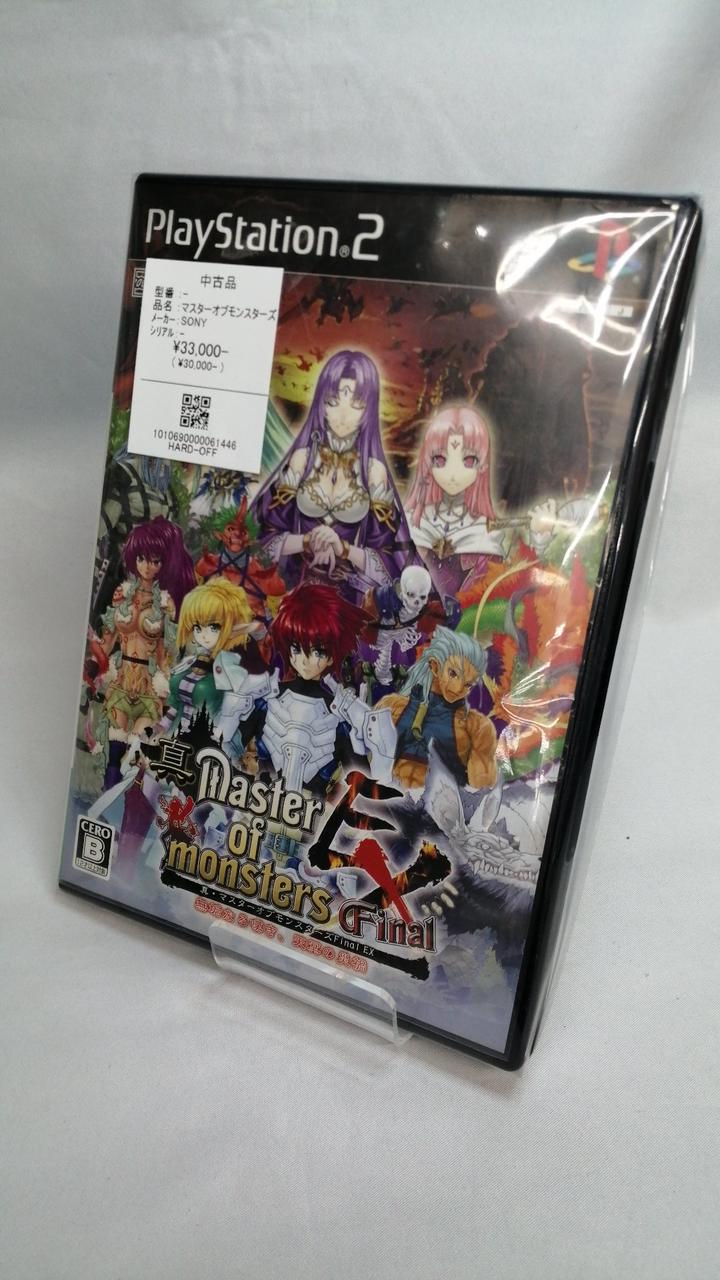 PlayStation®2
中古品
型番 :-
品名 :マスターオブモンスターズ
メーカー:SONY
シリアル:-
¥33,000-
(¥30,000-)
1010690000061446
HARD-OFF
真
Master
of
monsters
EX
Final
真・マスターオブモンスターズFinal EX
CERO
B